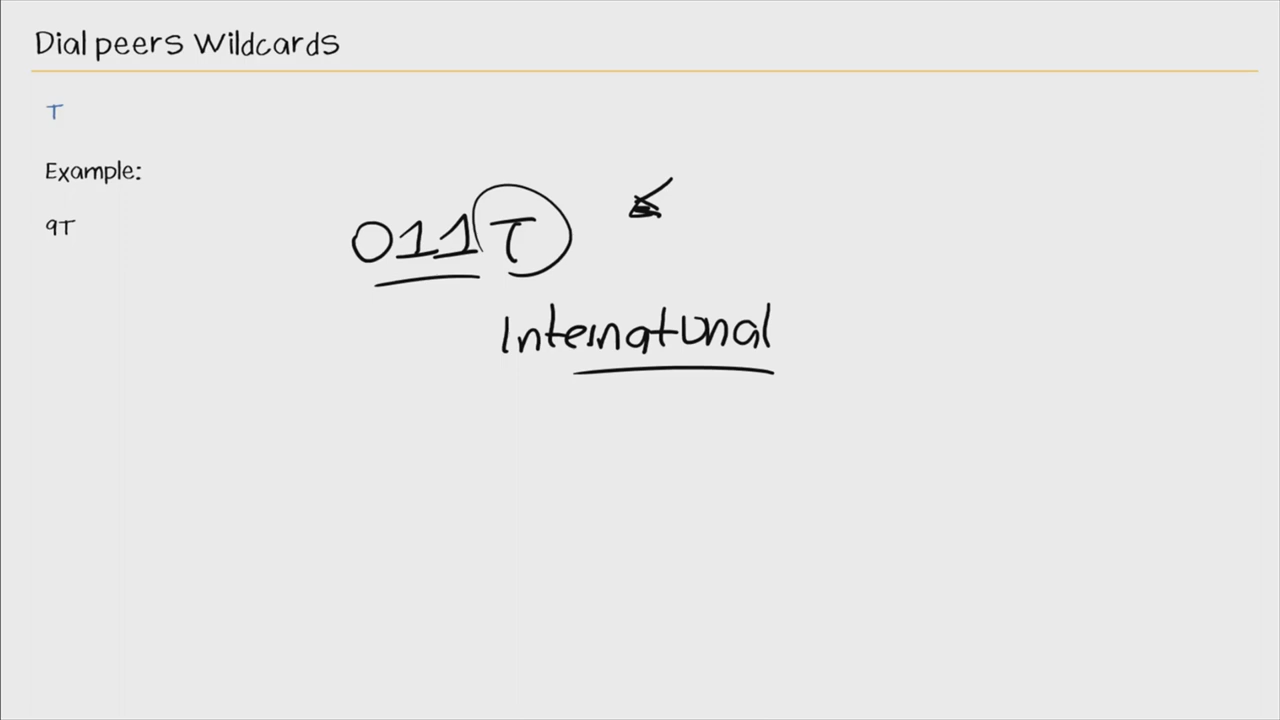 Dial peers Wildcards
T
Example:
9T
011T
International